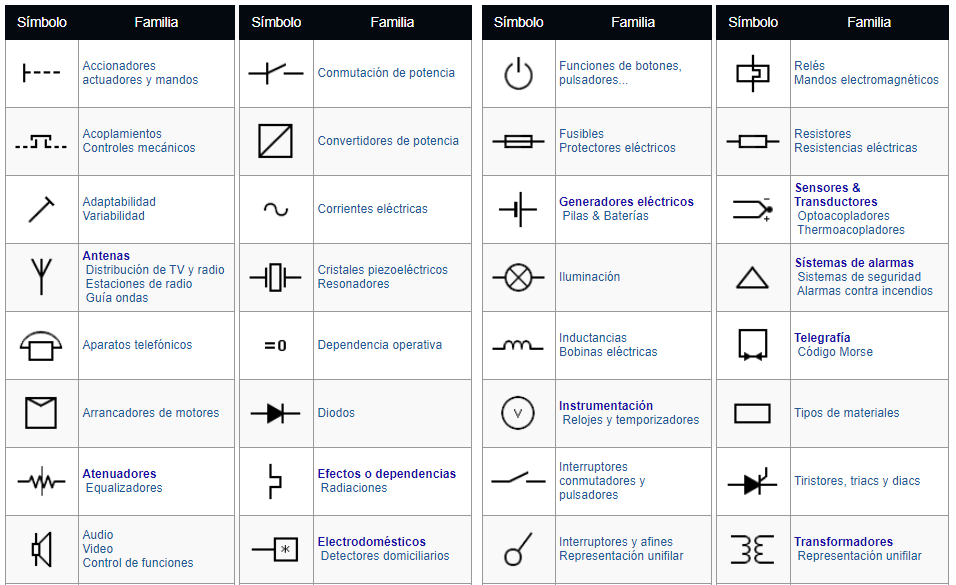 Símbolo Familia Símbolo Familia Símbolo Familia Símbolo Familia
Accionadores
actuadores y mandos
Conmutación de potencia
Funciones de botones,
pulsadores...
Relés
Mandos electromagnéticos
Acoplamientos
Controles mecánicos
Convertidores de potencia
Fusibles
Protectores eléctricos
Resistores
Resistencias eléctricas
Adaptabilidad
Variabilidad
Corrientes eléctricas
Generadores eléctricos
Pilas & Baterías
Sensores &
Transductores
Optoacopladores
Thermoacopladores
Antenas
Distribución de TV y radio
Estaciones de radio
Guía ondas
Cristales piezoeléctricos
Resonadores
Iluminación
Sístemas de alarmas
Sistemas de seguridad
Alarmas contra incendios
Aparatos telefónicos
=0
Dependencia operativa
Inductancias
Bobinas eléctricas
Telegrafía
Código Morse
Arrancadores de motores
Diodos
V
Instrumentación
Relojes y temporizadores
Tipos de materiales
Atenuadores
Equalizadores
Efectos o dependencias
Radiaciones
Interruptores
conmutadores y
pulsadores
Tiristores, triacs y diacs
Audio
Video
Control de funciones
*
Electrodomésticos
Detectores domiciliarios
Interruptores y afines
Representación unifilar
Transformadores
Representación unifilar